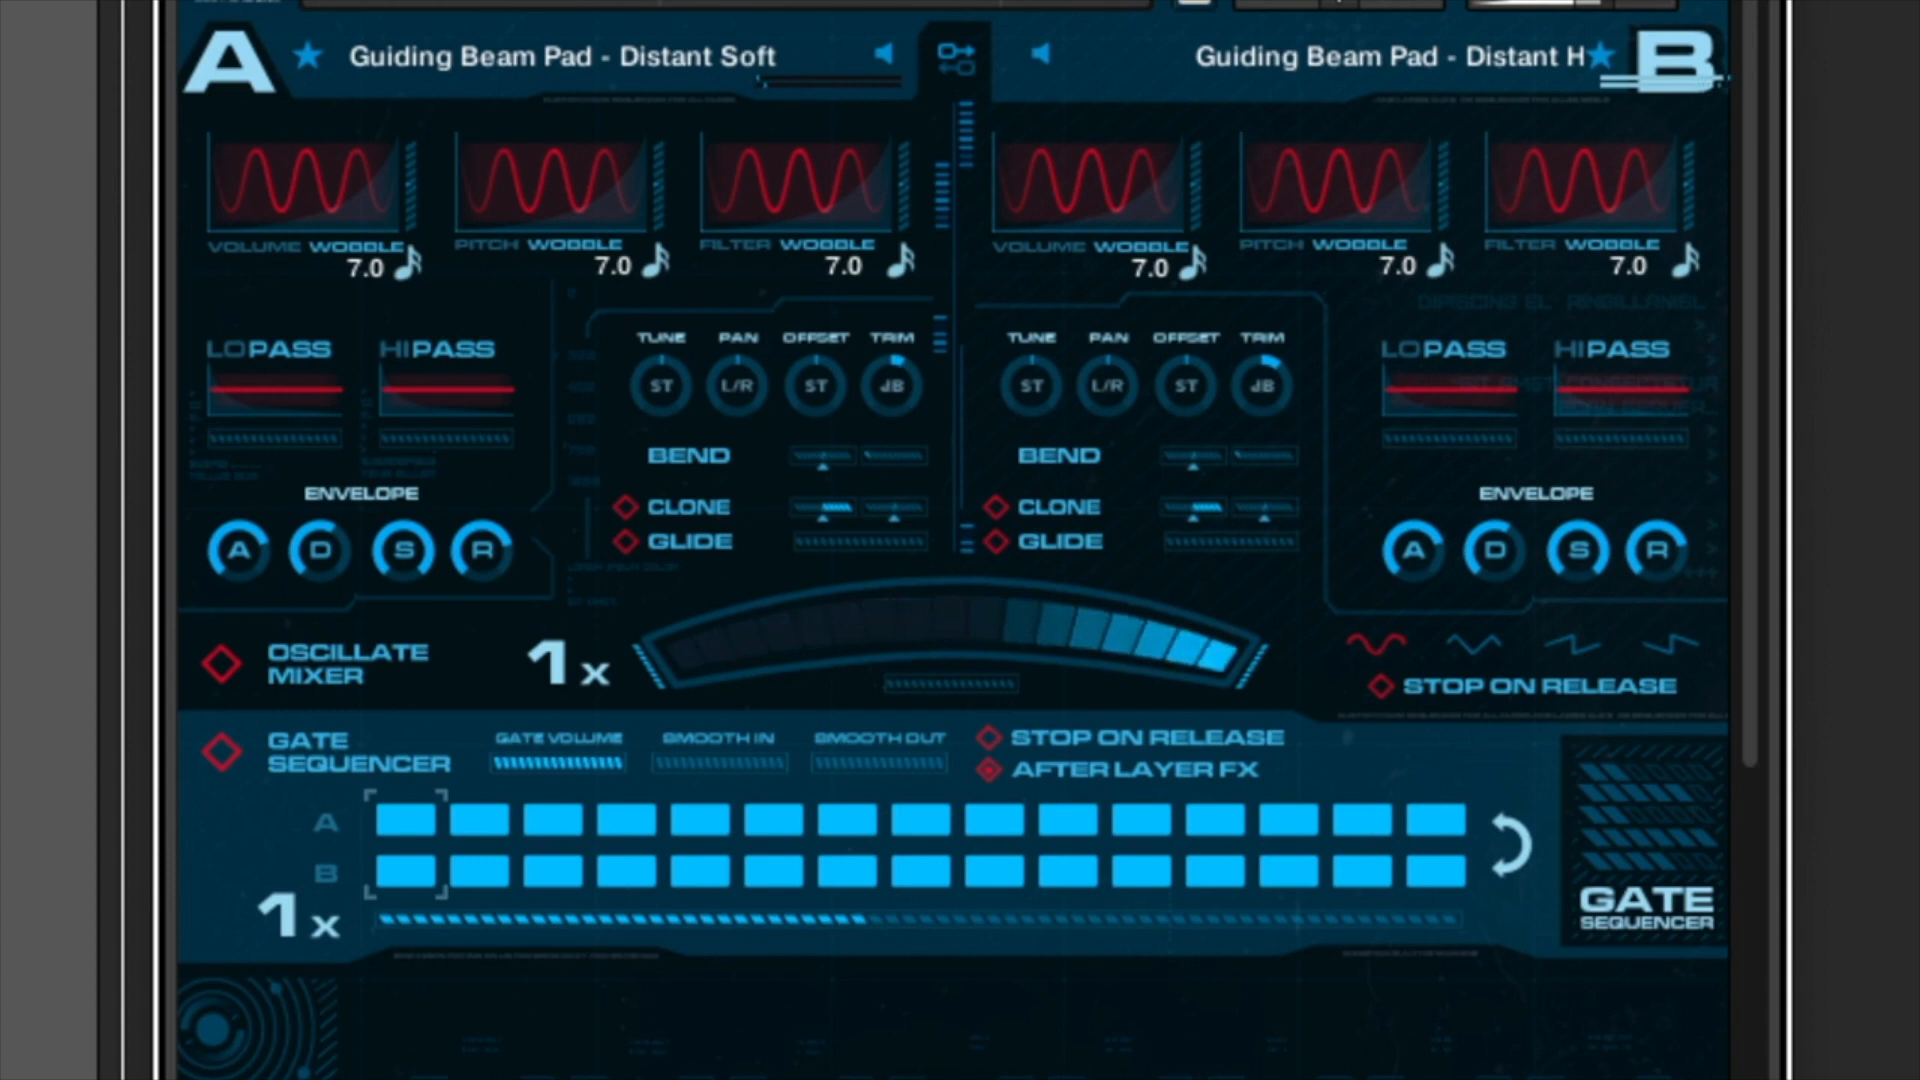 A
Guiding Beam Pad - Distant Soft
Guiding Beam Pad - Distant H
B
VOLUME WOBBLE
7.0
PITCH WOBBLE
7.0
FILTER WOBBLE
7.0
VOLUME WOBBLE
7.0
PITCH WOBBLE
7.0
FILTER WOBBLE
7.0
LOPASS
HIPASS
TUNE PAN OFFSET TRIM
ST L/R ST dB
TUNE PAN OFFSET TRIM
ST L/R ST dB
LOPASS
HIPASS
BEND
BEND
ENVELOPE
CLONE
CLONE
ENVELOPE
GLIDE
GLIDE
A D S R
A D S R
OSCILLATE
MIXER
1x
STOP ON RELEASE
GATE
SEQUENCER
GATE VOLUME
SMOOTH IN
SMOOTH OUT
STOP ON RELEASE
AFTER LAYER FX
A
B
1x
GATE
SEQUENCER